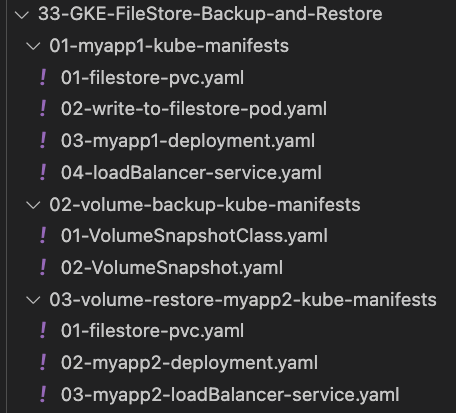 33-GKE-FileStore-Backup-and-Restore
01-myapp1-kube-manifests
! 01-filestore-pvc.yaml
! 02-write-to-filestore-pod.yaml
! 03-myapp1-deployment.yaml
! 04-loadBalancer-service.yaml
02-volume-backup-kube-manifests
! 01-VolumeSnapshotClass.yaml
! 02-VolumeSnapshot.yaml
03-volume-restore-myapp2-kube-manifests
! 01-filestore-pvc.yaml
! 02-myapp2-deployment.yaml
! 03-myapp2-loadBalancer-service.yaml